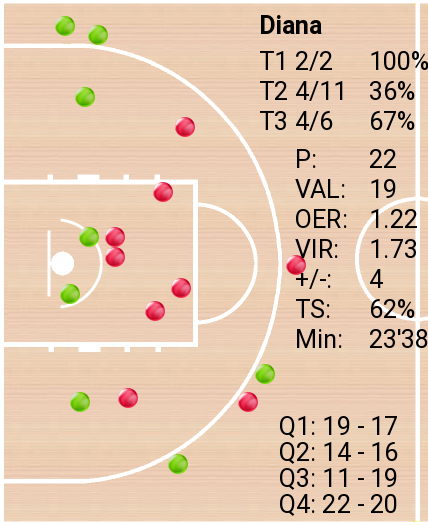 Diana
T1 2/2 100%
T2 4/11 36%
T3 4/6 67%
P: 22
VAL: 19
OER: 1.22
VIR: 1.73
+/-: 4
TS: 62%
Min: 23'38
Q1: 19 - 17
Q2: 14 - 16
Q3: 11 - 19
Q4: 22 - 20